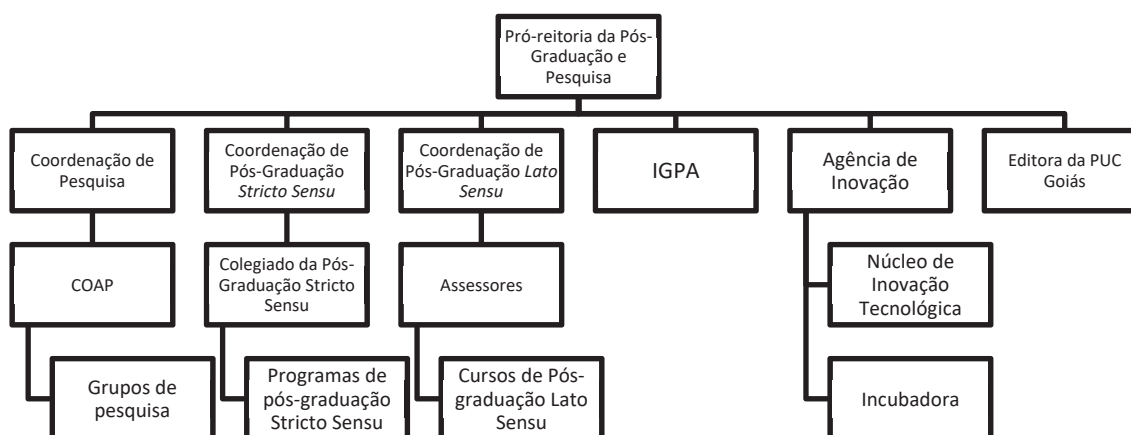 Pró-reitoria da Pós-
Graduação e
Pesquisa
Coordenação de
Pesquisa
Coordenação de
Pós-Graduação
Stricto Sensu
Coordenação de
Pós-Graduação Lato
Sensu
IGPA
Agência de
Inovação
Editora da PUC
Goiás
COAP
Colegiado da Pós-
Graduação Stricto
Sensu
Assessores
Núcleo de
Inovação
Tecnológica
Grupos de
pesquisa
Programas de
pós-graduação
Stricto Sensu
Cursos de Pós-
graduação Lato
Sensu
Incubadora